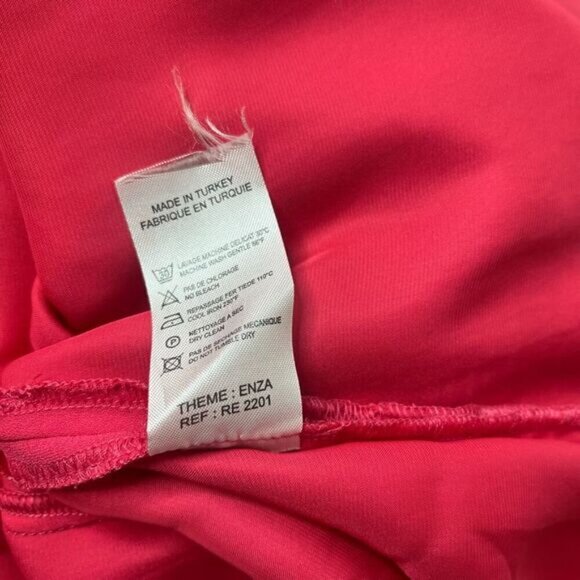 MADE IN TURKEY
FABRIQUE EN TURQUIE
30
LAVAGE MACHINE DELICAT 30°C
MACHINE WASH GENTLE 86°F
PAS DE CHLORAGE
NO BLEACH
REPASSAGE FER TIEDE 110°C
COOL IRON 230°F
P
NETTOYAGE A SEC
DRY CLEAN
PAS DE SECHAGE MECANIQUE
DO NOT TUMBLE DRY
THEME : ENZA
REF : RE 2201